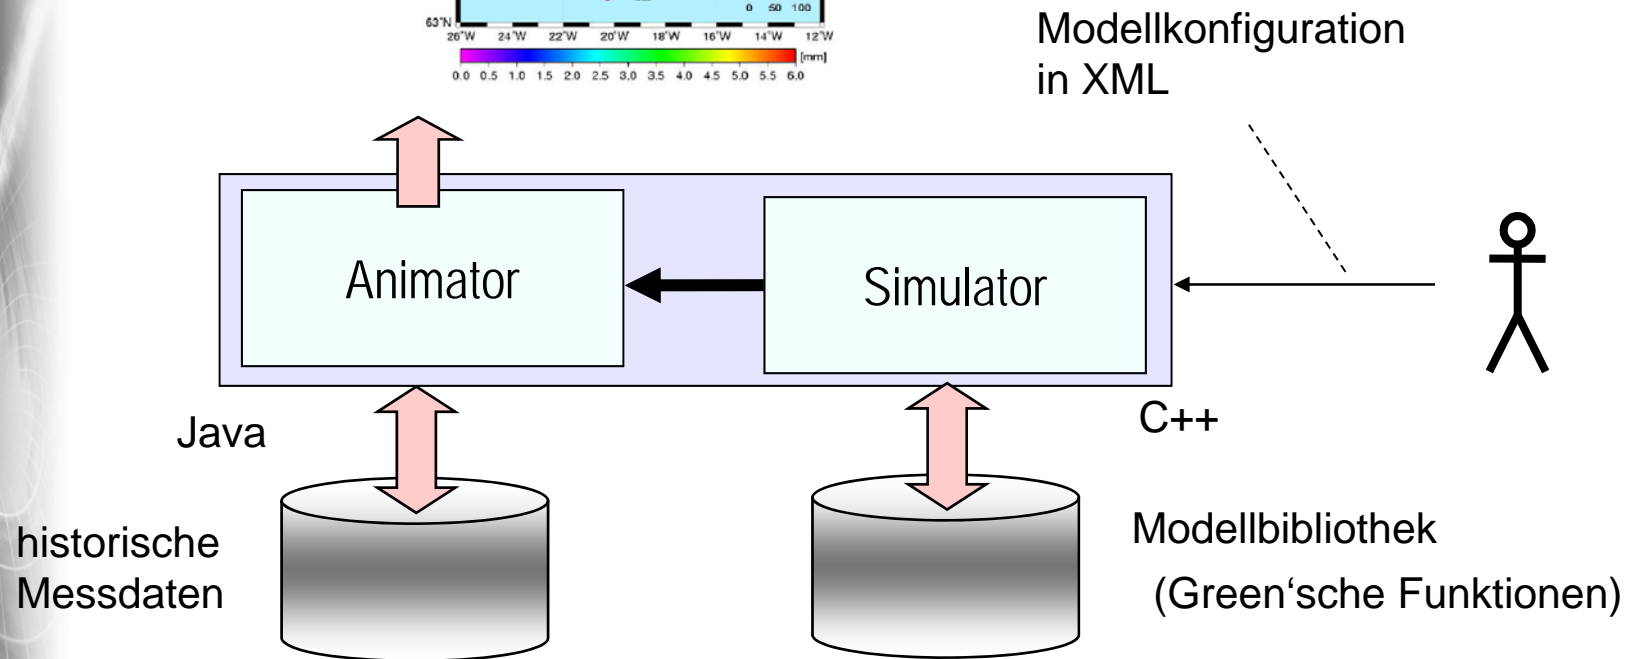 0 50 100
63°N
26°W 24°W 22°W 20°W 18°W 16°W 14°W 12°W
[mm]
0.0 0.5 1.0 1.5 2.0 2.5 3.0 3.5 4.0 4.5 5.0 5.5 6.0
Modellkonfiguration
in XML
Animator
Simulator
Java
C++
historische
Messdaten
Modellbibliothek
(Green‘sche Funktionen)